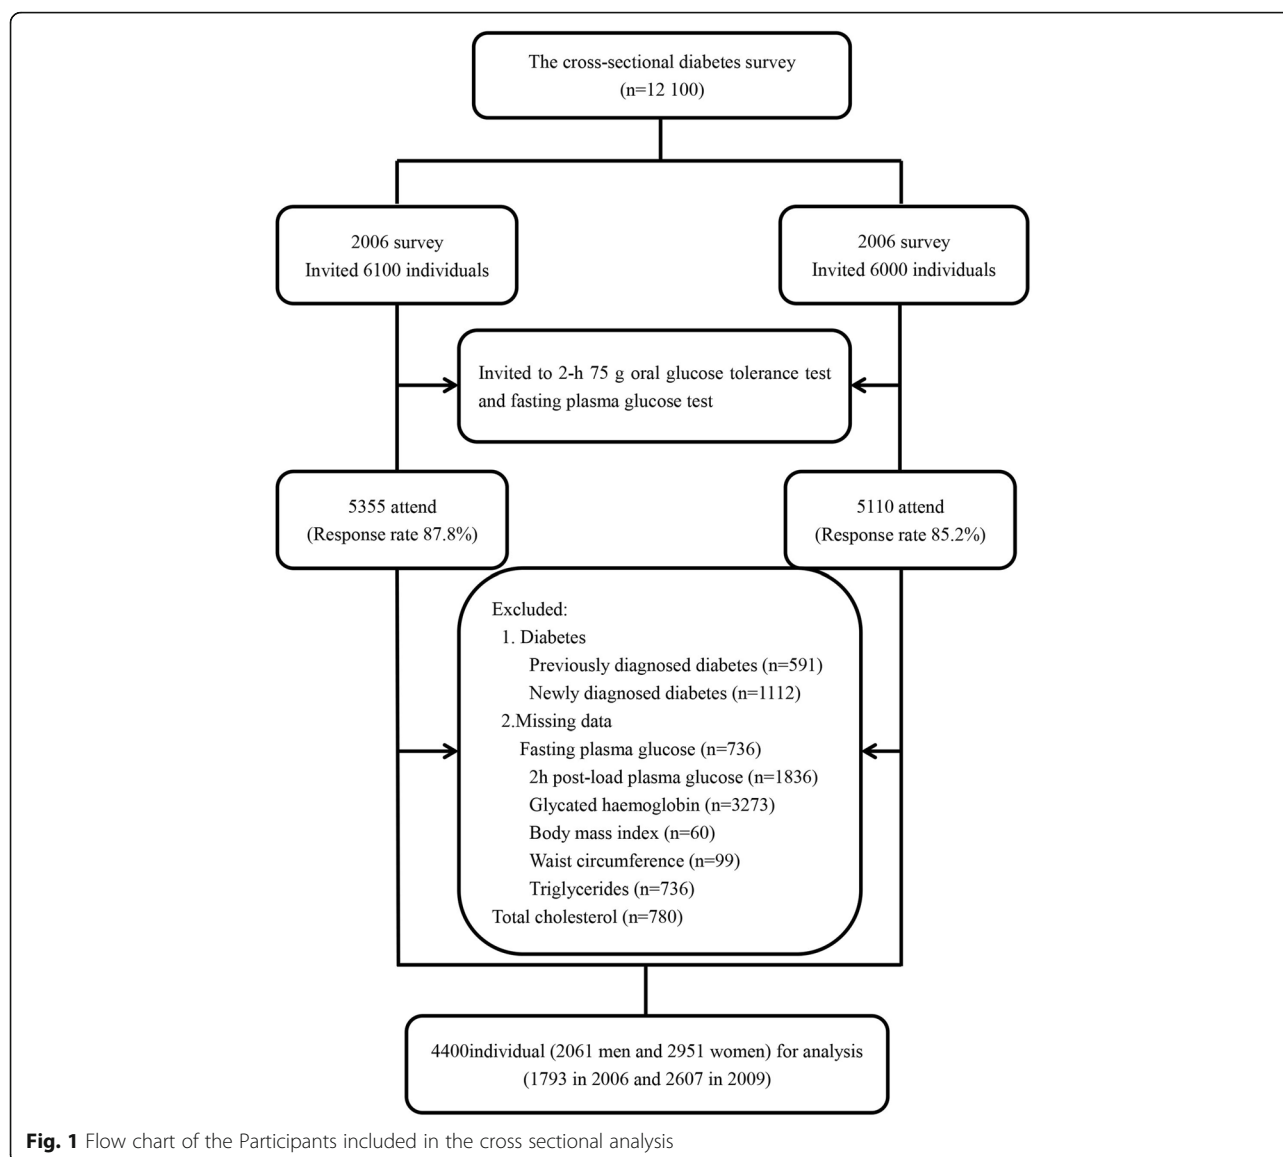 The cross-sectional diabetes survey
(n=12 100)
2006 survey
Invited 6100 individuals
2006 survey
Invited 6000 individuals
Invited to 2-h 75 g oral glucose tolerance test
and fasting plasma glucose test
5355 attend
(Response rate 87.8%)
5110 attend
(Response rate 85.2%)
Excluded:
1. Diabetes
Previously diagnosed diabetes (n=591)
Newly diagnosed diabetes (n=1112)
2.Missing data
Fasting plasma glucose (n=736)
2h post-load plasma glucose (n=1836)
Glycated haemoglobin (n=3273)
Body mass index (n=60)
Waist circumference (n=99)
Triglycerides (n=736)
Total cholesterol (n=780)
4400individual (2061 men and 2951 women) for analysis
(1793 in 2006 and 2607 in 2009)
Fig. 1 Flow chart of the Participants included in the cross sectional analysis